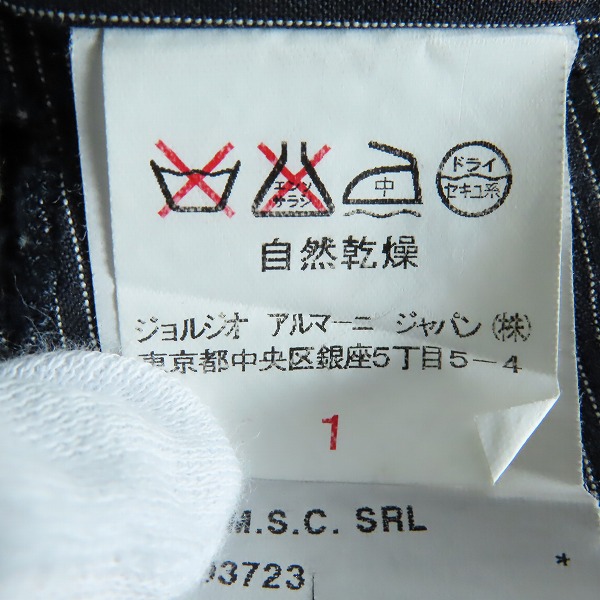 エンソ サラシ 中 ドライ セキユ系
自然乾燥
ジョルジオ アルマーニ ジャパン(株)
東京都中央区銀座5丁目5-4
1
M.S.C. SRL
93723 *